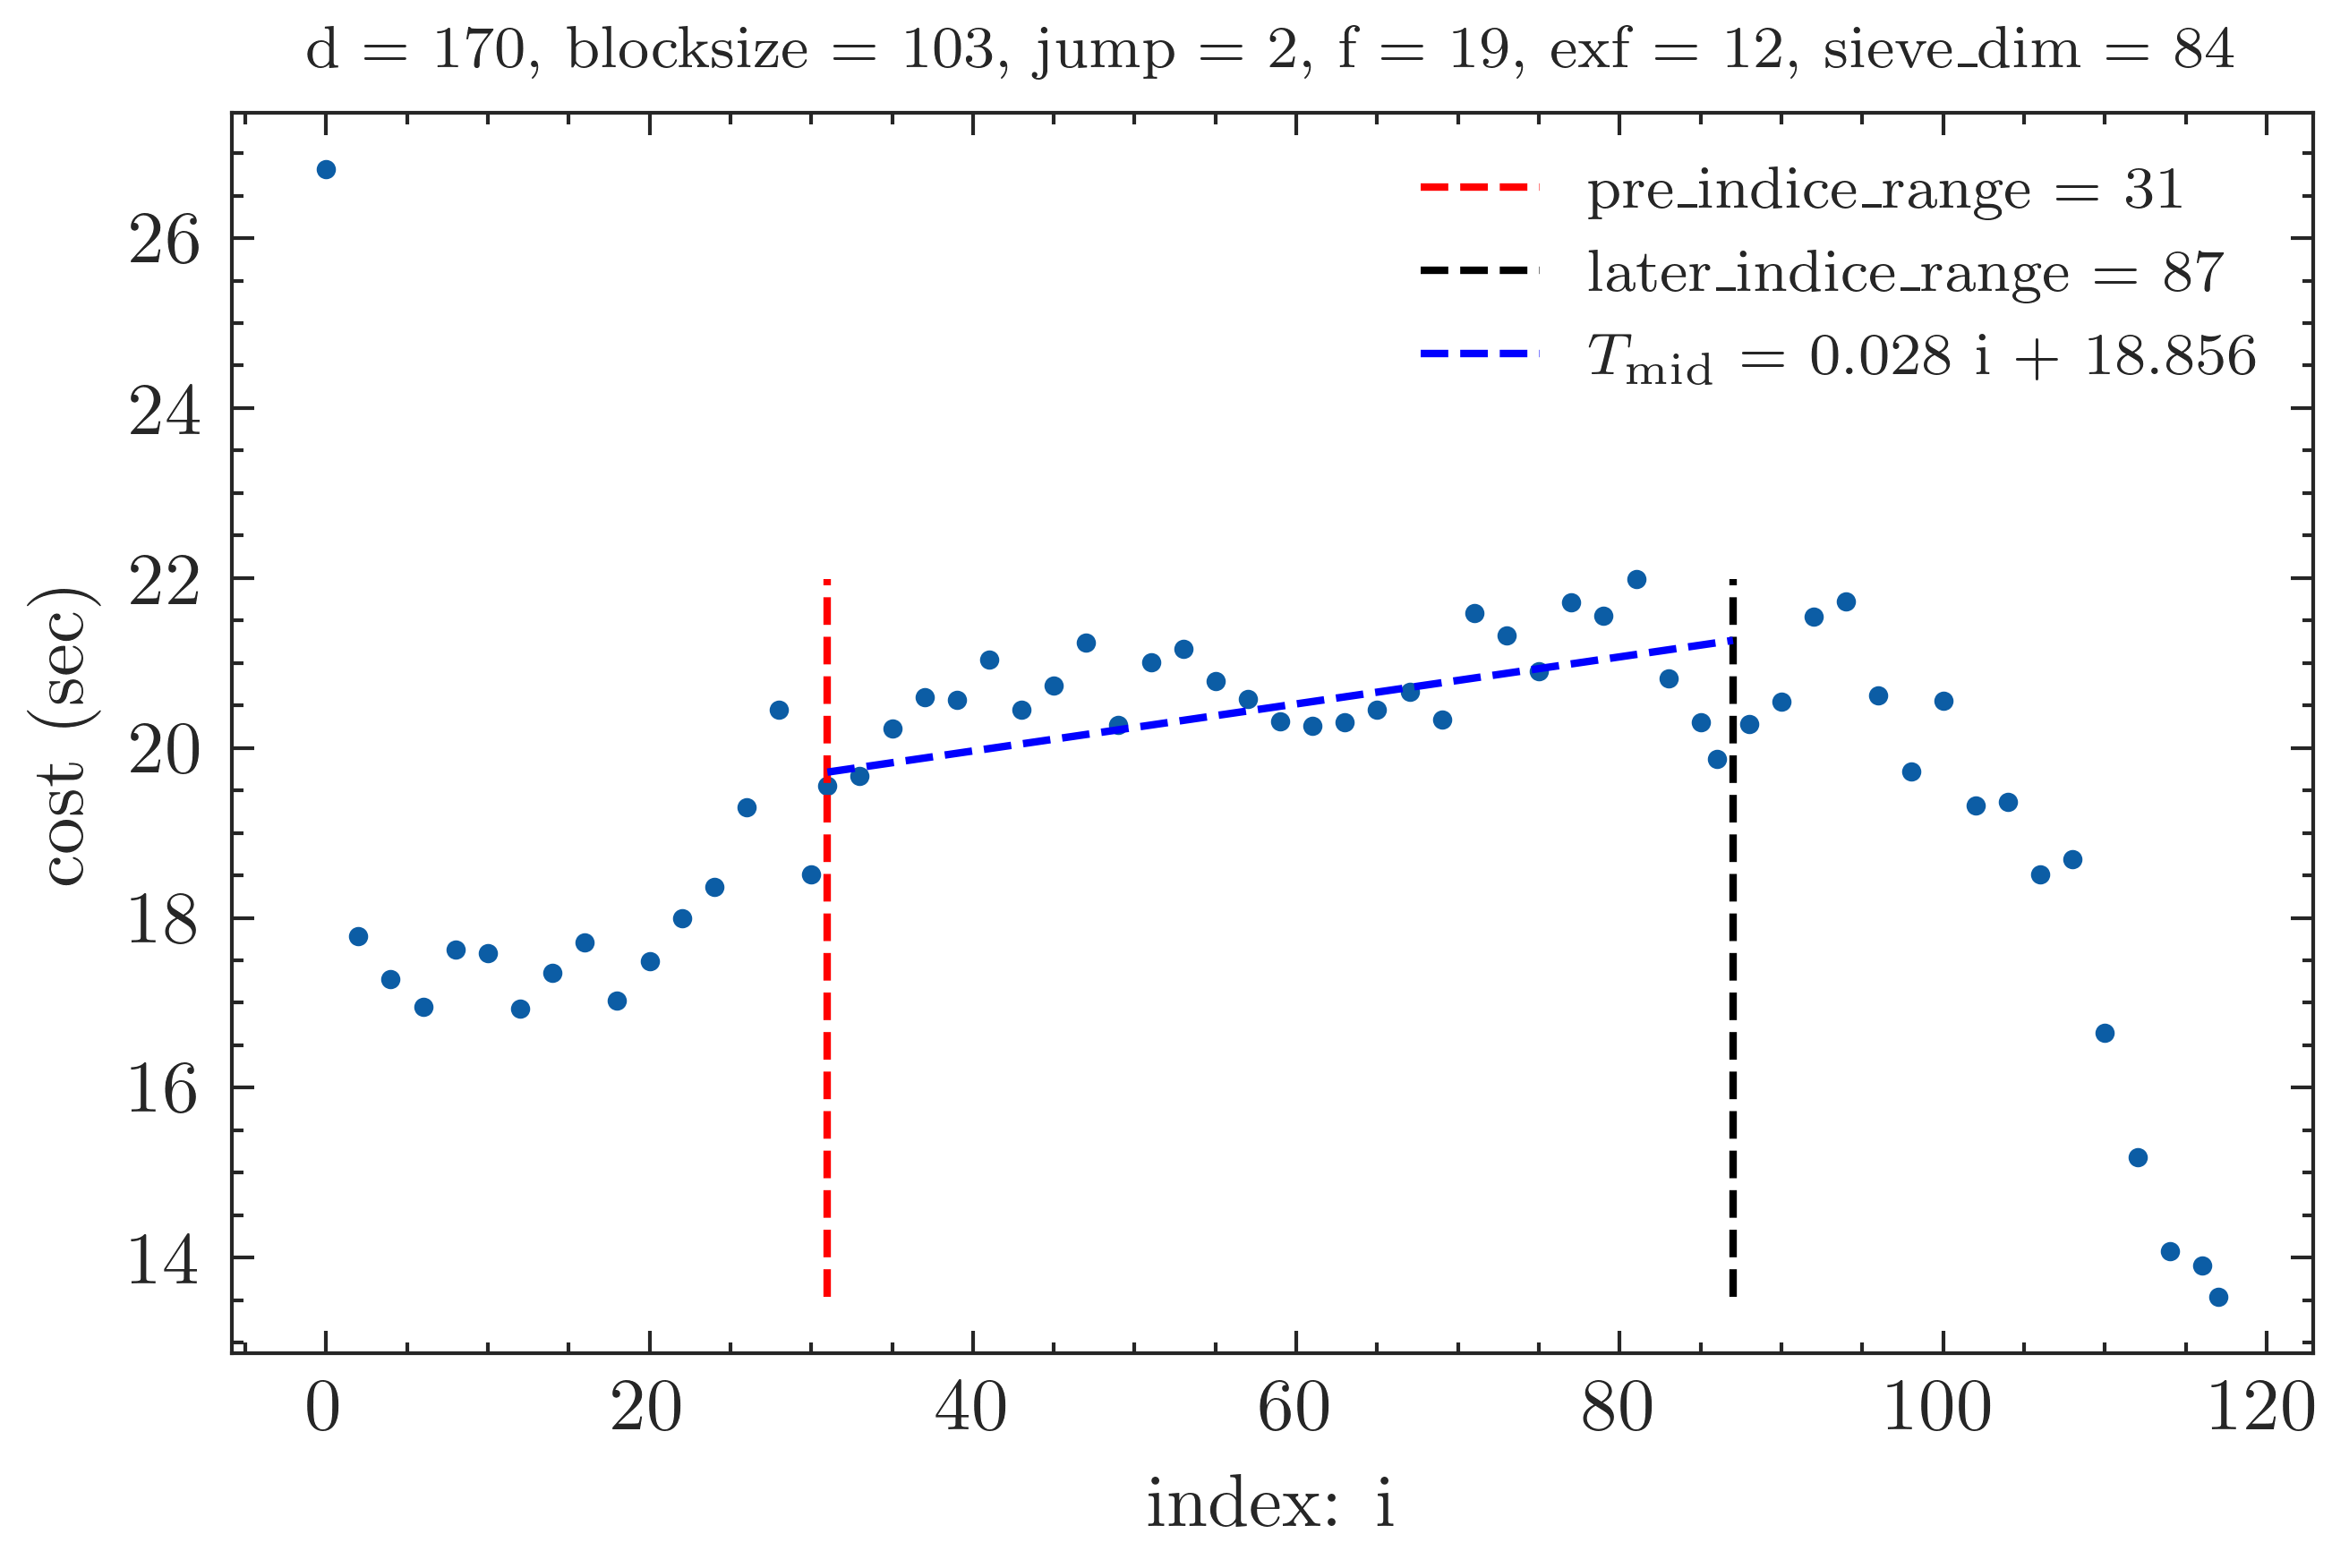 d = 170, blocksize = 103, jump = 2, f = 19, exf = 12, sieve_dim = 84
pre_indice_range = 31
later_indice_range = 87
T_mid = 0.028 i + 18.856
cost (sec)
26
24
22
20
18
16
14
0 20 40 60 80 100 120
index: i